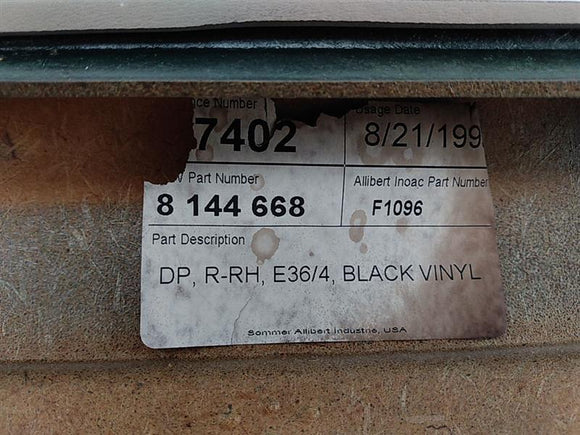 nce Number Usage Date
7402 8/21/199
V Part Number Allibert Inoac Part Number
8 144 668 F1096
Part Description
DP, R-RH, E36/4, BLACK VINYL
Sommer Allibert Industrie, USA